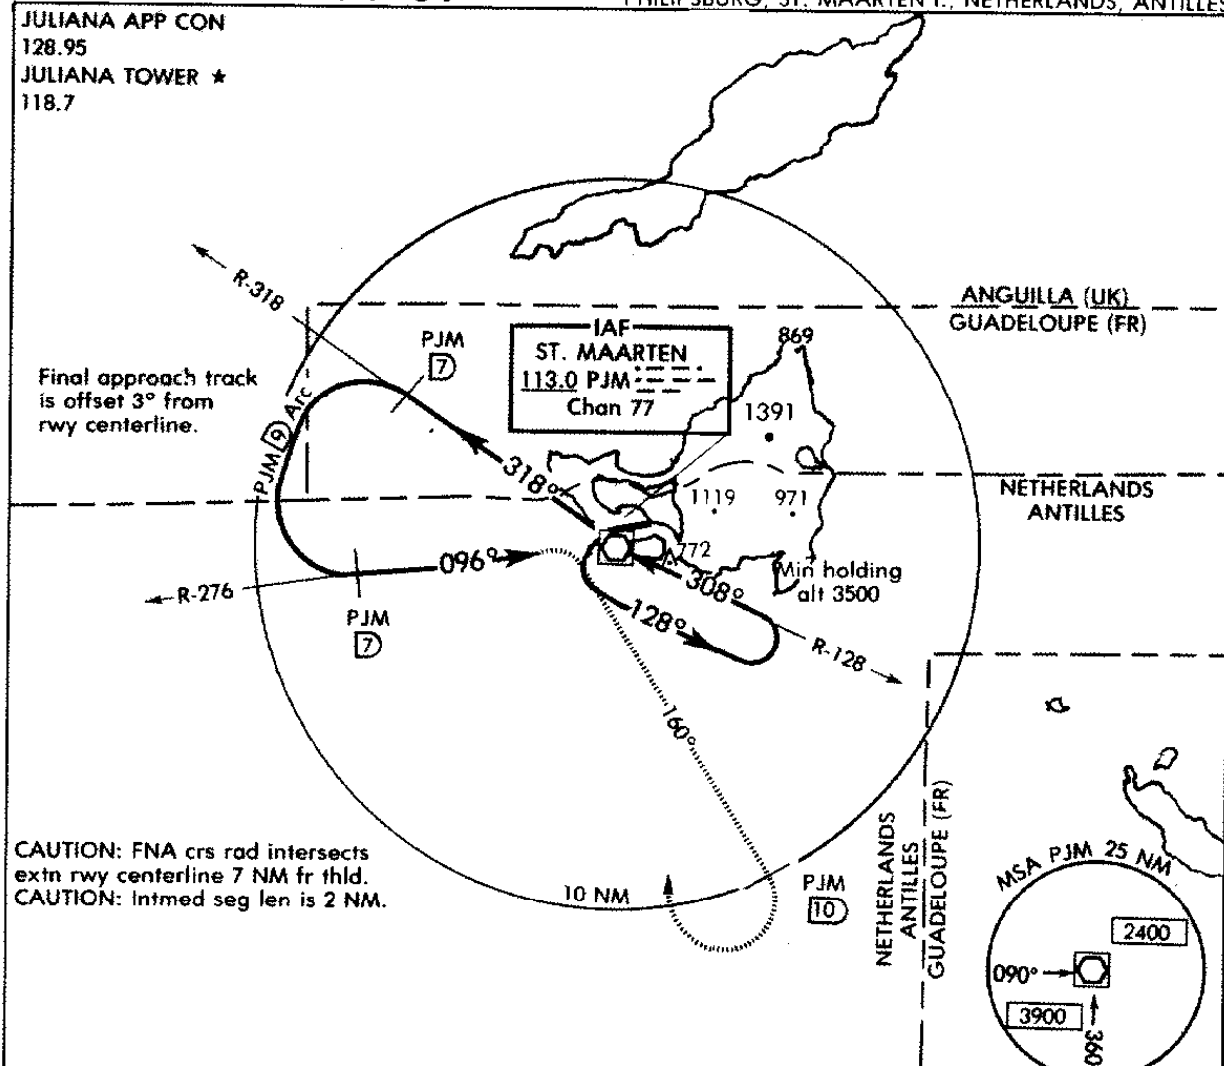 PHILIPSBURG, ST. MAARTEN I., NETHERLANDS, ANTILLES
JULIANA APP CON
128.95
JULIANA TOWER ★
118.7
R-318
ANGUILLA (UK)
GUADELOUPE (FR)
PJM
7
IAF
ST. MAARTEN
113.0 PJM
Chan 77
869
Final approach track
is offset 3° from
rwy centerline.
PJM 9 Arc
1391
318°
1119
971
NETHERLANDS
ANTILLES
096°
772
308°
Min holding
alt 3500
R-276
128°
PJM
7
R-128
160°
CAUTION: FNA crs rad intersects
extn rwy centerline 7 NM fr thld.
CAUTION: Intmed seg len is 2 NM.
10 NM
PJM
10
NETHERLANDS
ANTILLES
GUADELOUPE (FR)
MSA PJM 25 NM
2400
090°
3900
360